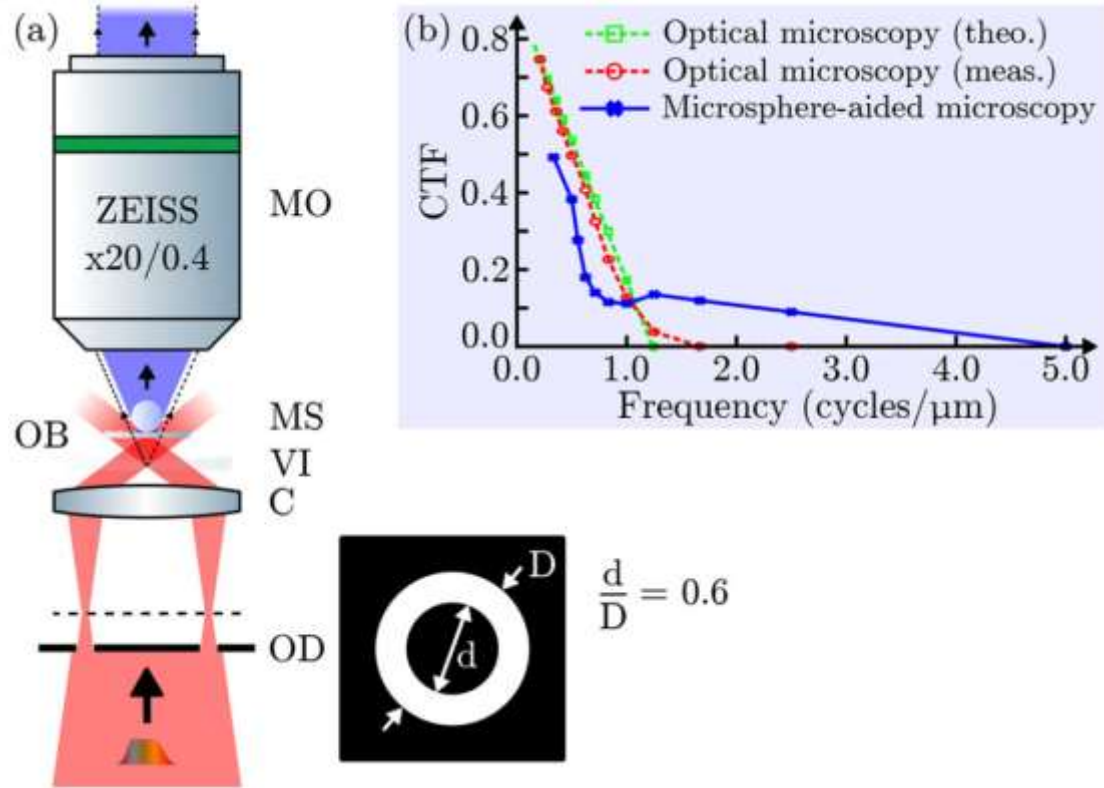 (a)
ZEISS
x20/0.4
MO
MS
OB
VI
C
OD
D
d
d
D
= 0.6
(b)
0.8
0.6
0.4
0.2
0.0
CTF
Optical microscopy (theo.)
Optical microscopy (meas.)
Microsphere-aided microscopy
0.0 1.0 2.0 3.0 4.0 5.0
Frequency (cycles/μm)